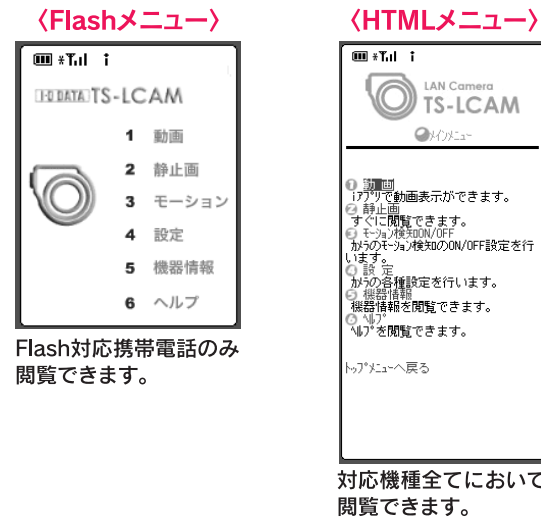 〈Flashメニュー〉
I-O DATA TS-LCAM
1 動画
2 静止画
3 モーション
4 設定
5 機器情報
6 ヘルプ
Flash対応携帯電話のみ
閲覧できます。
〈HTMLメニュー〉
LAN Camera
TS-LCAM
メインメニュー
① 動画
iアプリで動画表示ができます。
② 静止画
すぐに閲覧できます。
③ モーション検知ON/OFF
カメラのモーション検知のON/OFF設定を行
います。
④ 設定
カメラの各種設定を行います。
⑤ 機器情報
機器情報を閲覧できます。
⑥ ヘルプ
ヘルプを閲覧できます。
トップメニューへ戻る
対応機種全てにおいて
閲覧できます。